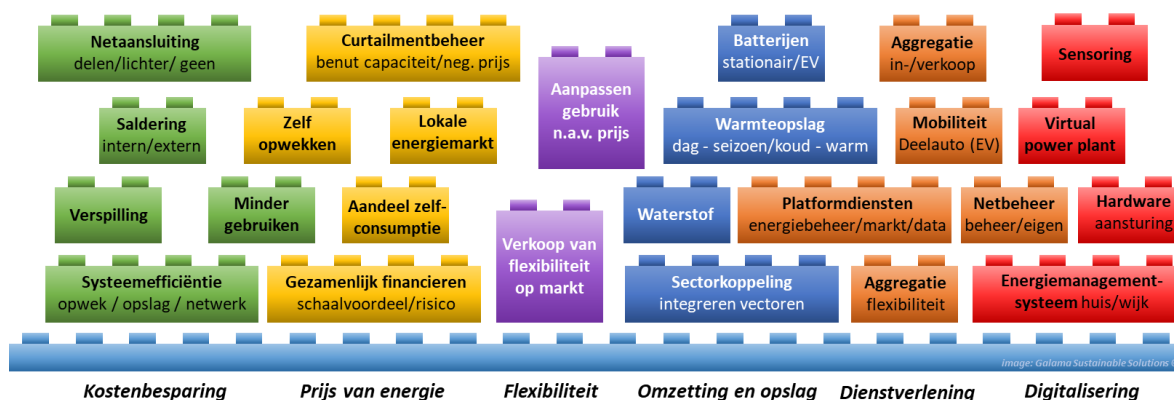 Netaansluiting
delen/lichter/ geen
Curtailmentbeheer
benut capaciteit/neg. prijs
Aanpassen
gebruik
n.a.v. prijs
Batterijen
stationair/EV
Aggregatie
in-/verkoop
Sensoring
Saldering
intern/extern
Zelf
opwekken
Lokale
energiemarkt
Warmteopslag
dag - seizoen/koud - warm
Mobiliteit
Deelauto (EV)
Virtual
power plant
Verspilling
Minder
gebruiken
Aandeel zelf-
consumptie
Verkoop van
flexibiliteit
op markt
Waterstof
Platformdiensten
energiebeheer/markt/data
Netbeheer
beheer/eigen
Hardware
aansturing
Systeemefficiëntie
opwek / opslag / netwerk
Gezamenlijk financieren
schaalvoordeel/risico
Sectorkoppeling
integreren vectoren
Aggregatie
flexibiliteit
Energiemanagement-
systeem huis/wijk
image: Galama Sustainable Solutions ©
Kostenbesparing
Prijs van energie
Flexibiliteit
Omzetting en opslag
Dienstverlening
Digitalisering